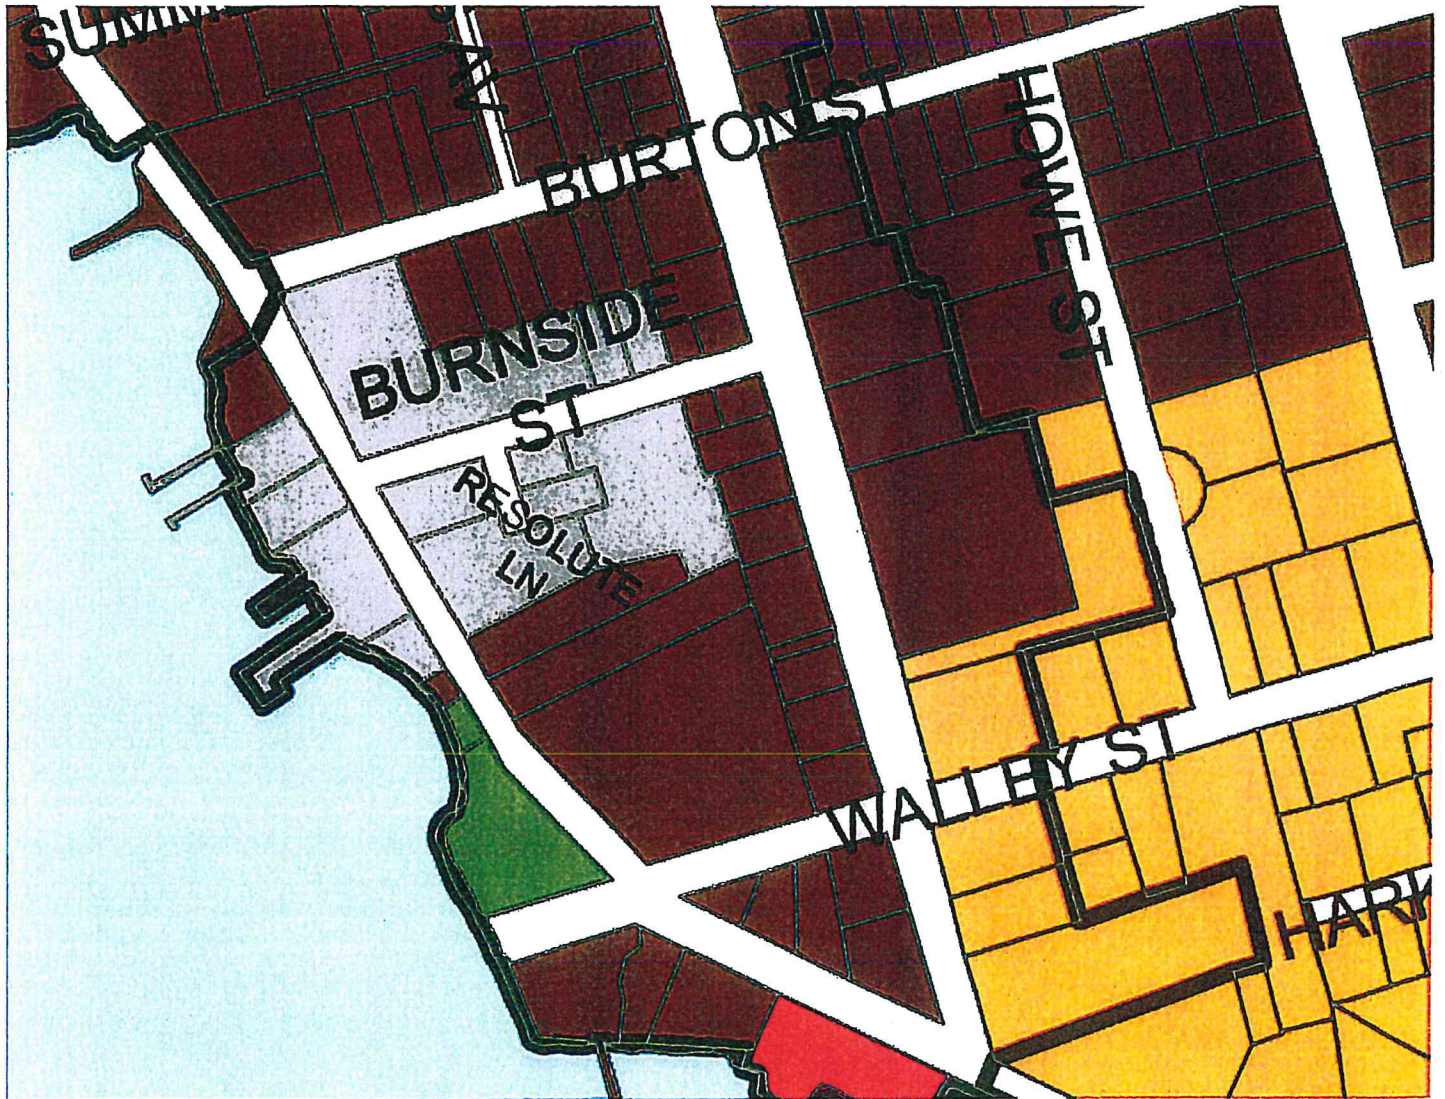 BURTON ST
HOWE ST
BURNSIDE
ST
RESOLUTE
LN
WALLEY ST